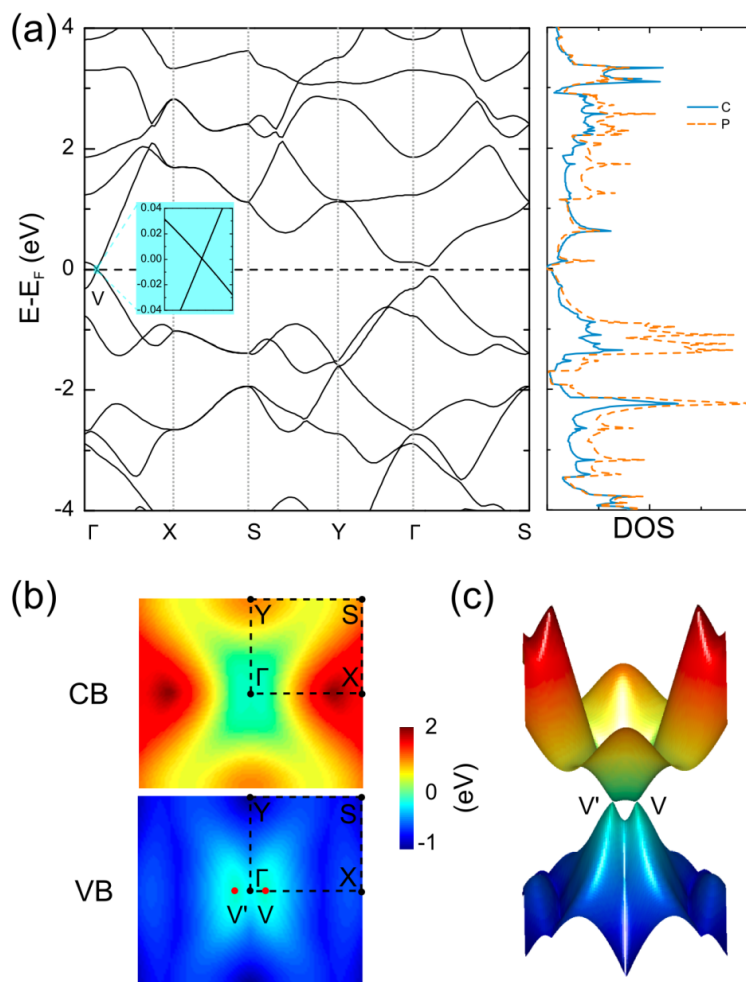 (a)
4
2
0
-2
-4
E-E_F (eV)
V
0.04
0.02
0.00
-0.02
-0.04
Γ X S Y Γ S
C
P
DOS
(b)
CB
Y S
Γ X
2
0
-1
(eV)
VB
Y S
Γ X
V' V
(c)
V' V